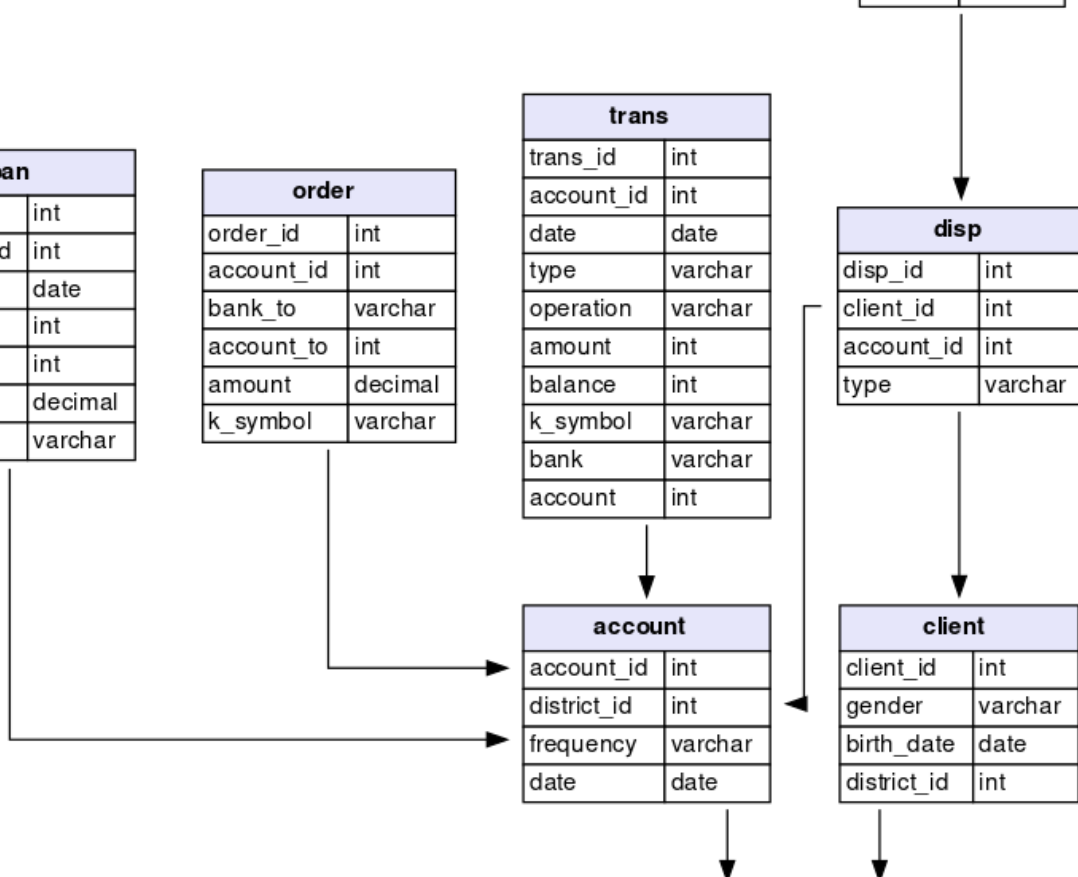 trans
trans_id int
account_id int
date date
type varchar
operation varchar
amount int
balance int
k_symbol varchar
bank varchar
account int
an
int
d int
date
int
int
decimal
varchar
order
order_id int
account_id int
bank_to varchar
account_to int
amount decimal
k_symbol varchar
disp
disp_id int
client_id int
account_id int
type varchar
account
account_id int
district_id int
frequency varchar
date date
client
client_id int
gender varchar
birth_date date
district_id int